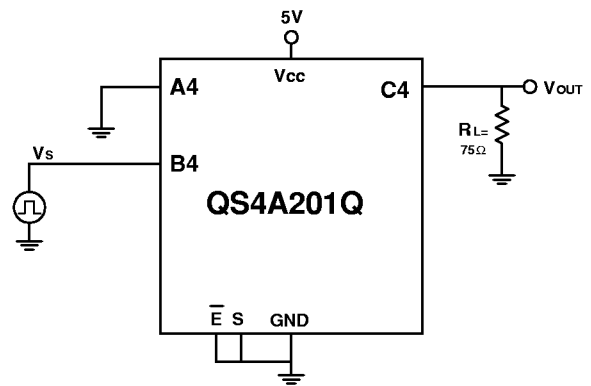 5V
Vcc
A4
C4
VOUT
RL=
75Ω
VS
B4
QS4A201Q
E̅ S GND